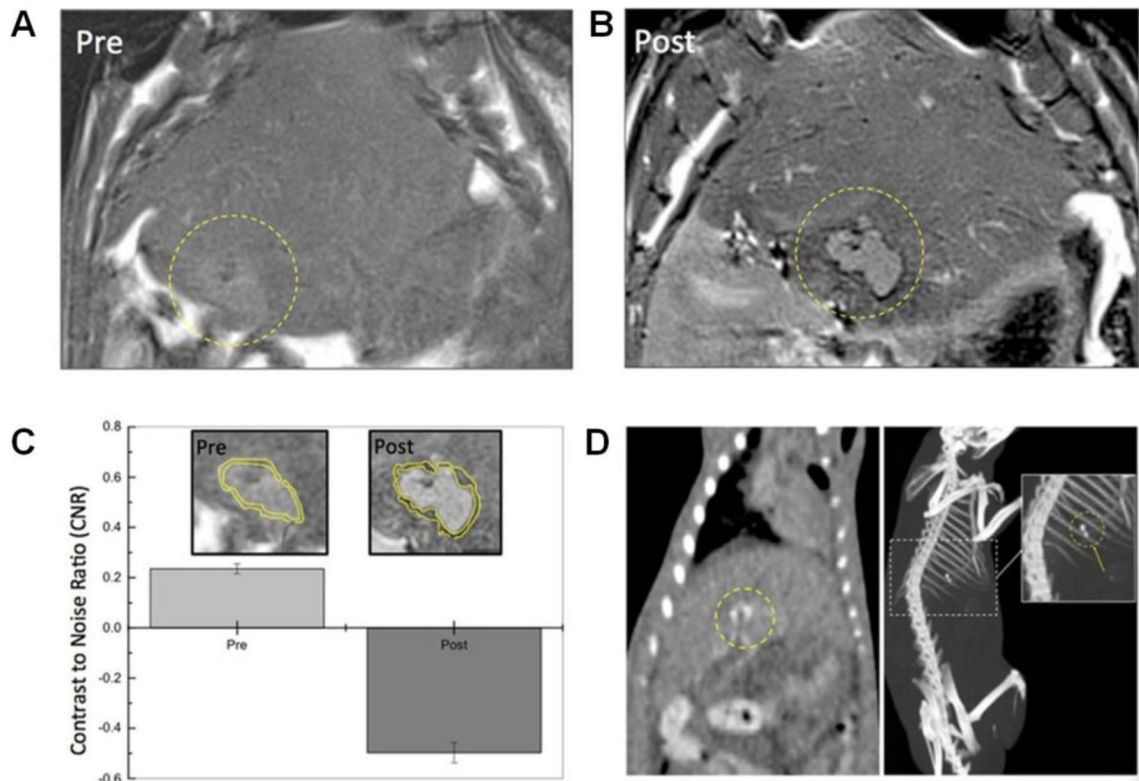 A
Pre
B
Post
C
Contrast to Noise Ratio (CNR)
0.8
0.6
0.4
0.2
0.0
-0.2
-0.4
-0.6
Pre
Post
Pre
Post
D